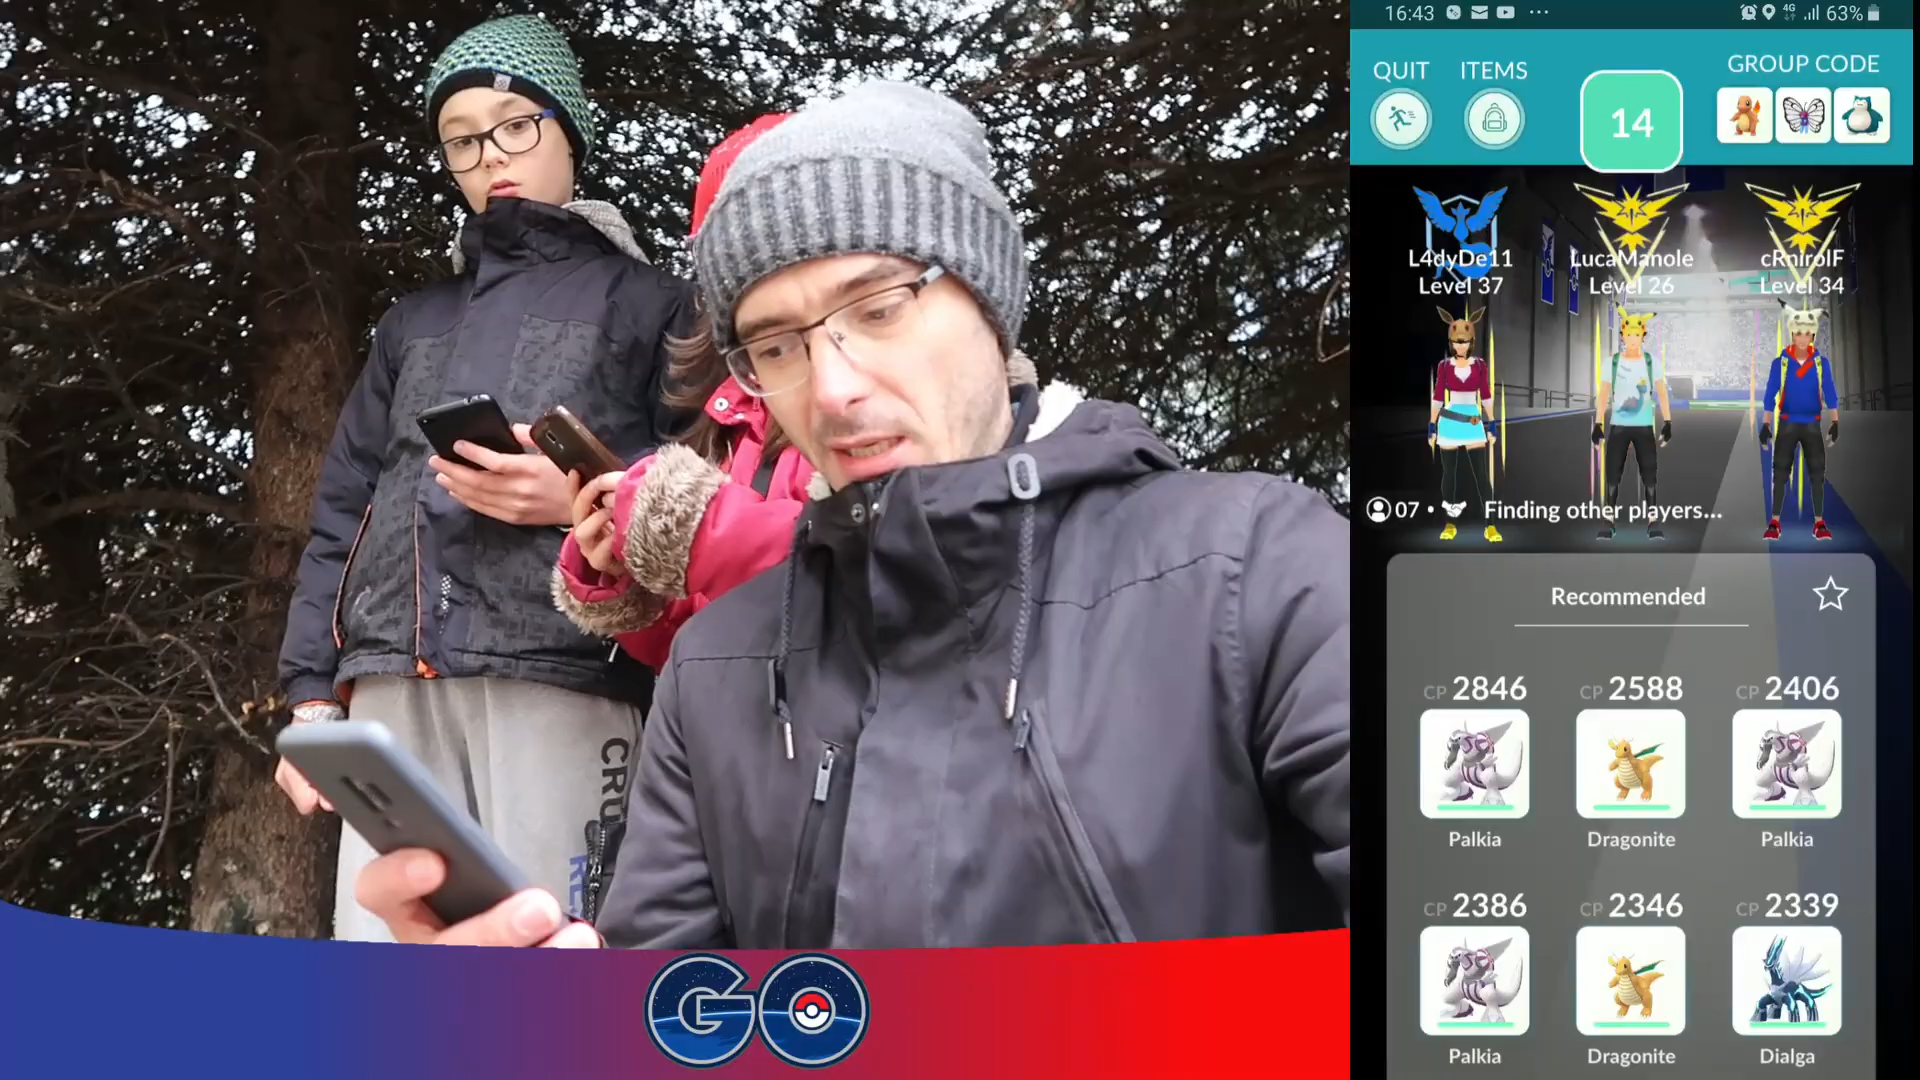 16:43
4G
63%
QUIT
ITEMS
14
GROUP CODE
L4dyDe11
Level 37
LucaManole
Level 26
cRnirolF
Level 34
07 • Finding other players...
Recommended
CP 2846
CP 2588
CP 2406
Palkia
Dragonite
Palkia
CP 2386
CP 2346
CP 2339
Palkia
Dragonite
Dialga
GO